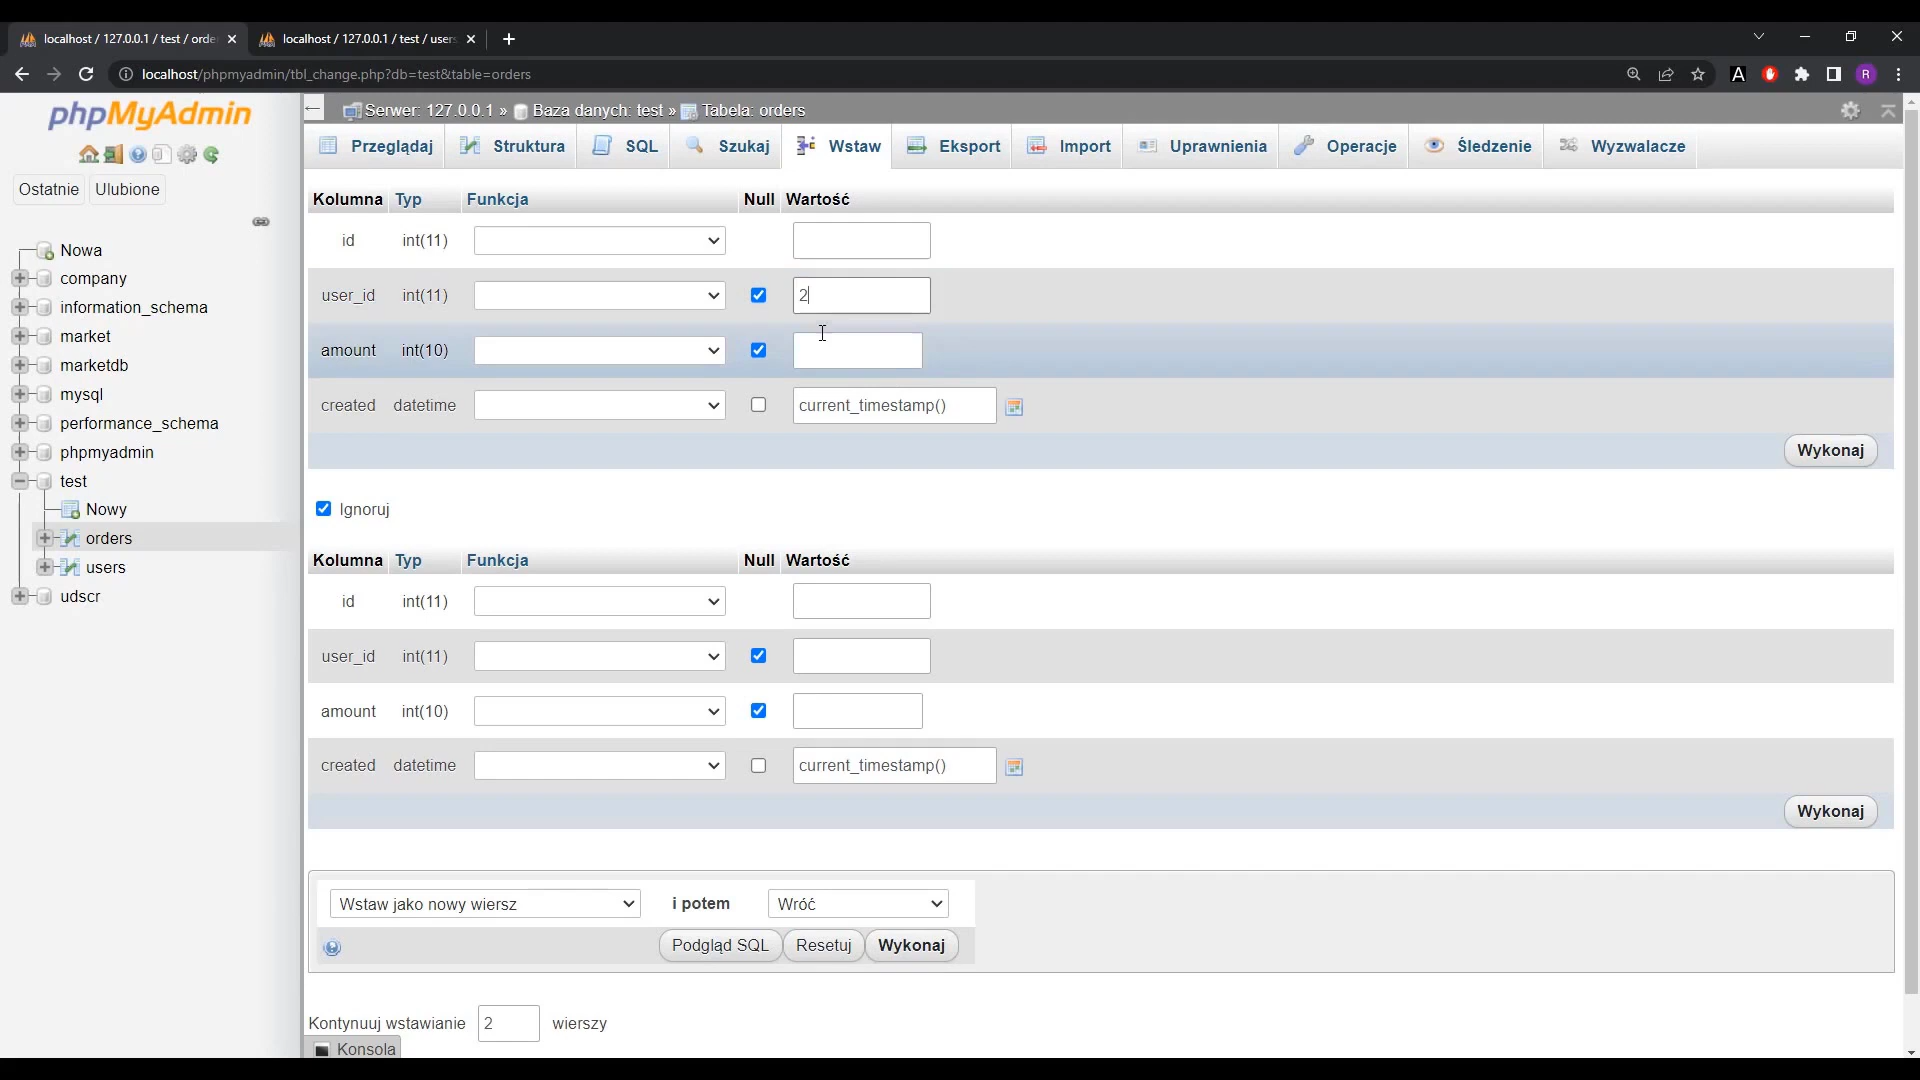 localhost / 127.0.0.1 / test / orde
localhost / 127.0.0.1 / test / users
localhost/phpmyadmin/tbl_change.php?db=test&table=orders
A
R
phpMyAdmin
Ostatnie
Ulubione
Nowa
company
information_schema
market
marketdb
mysql
performance_schema
phpmyadmin
test
Nowy
orders
users
udscr
Serwer: 127.0.0.1 » Baza danych: test » Tabela: orders
Przeglądaj Struktura SQL Szukaj Wstaw Eksport Import Uprawnienia Operacje Śledzenie Wyzwalacze
Kolumna Typ Funkcja Null Wartość
id int(11)
user_id int(11) 2
amount int(10)
created datetime current_timestamp()
Wykonaj
Ignoruj
Kolumna Typ Funkcja Null Wartość
id int(11)
user_id int(11)
amount int(10)
created datetime current_timestamp()
Wykonaj
Wstaw jako nowy wiersz i potem Wróć
Podgląd SQL Resetuj Wykonaj
Kontynuuj wstawianie 2 wierszy
Konsola